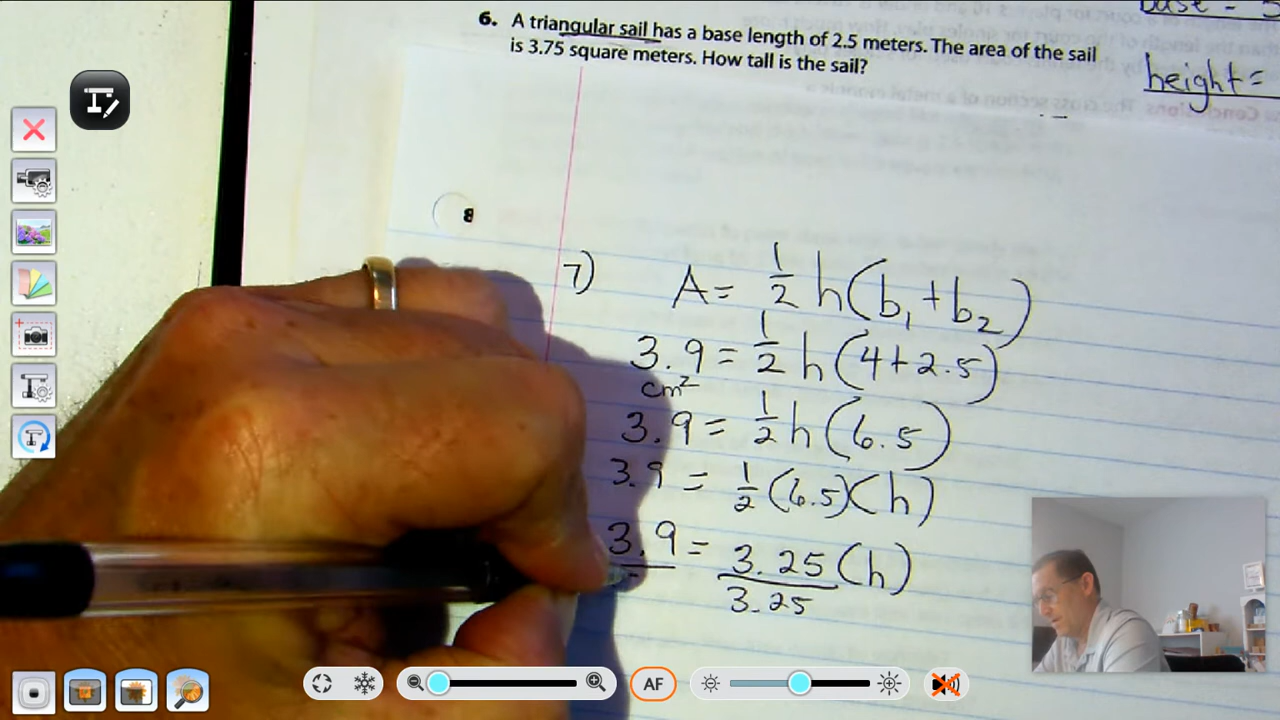 base = 3
6. A triangular sail has a base length of 2.5 meters. The area of the sail
is 3.75 square meters. How tall is the sail?
height =
8
7) A = 1/2 h(b₁+b₂)
3.9 = 1/2 h(4+2.5)
cm²
3.9 = 1/2 h(6.5)
3.9 = 1/2 (6.5)(h)
3.9 = 3.25(h)
3.25
AF